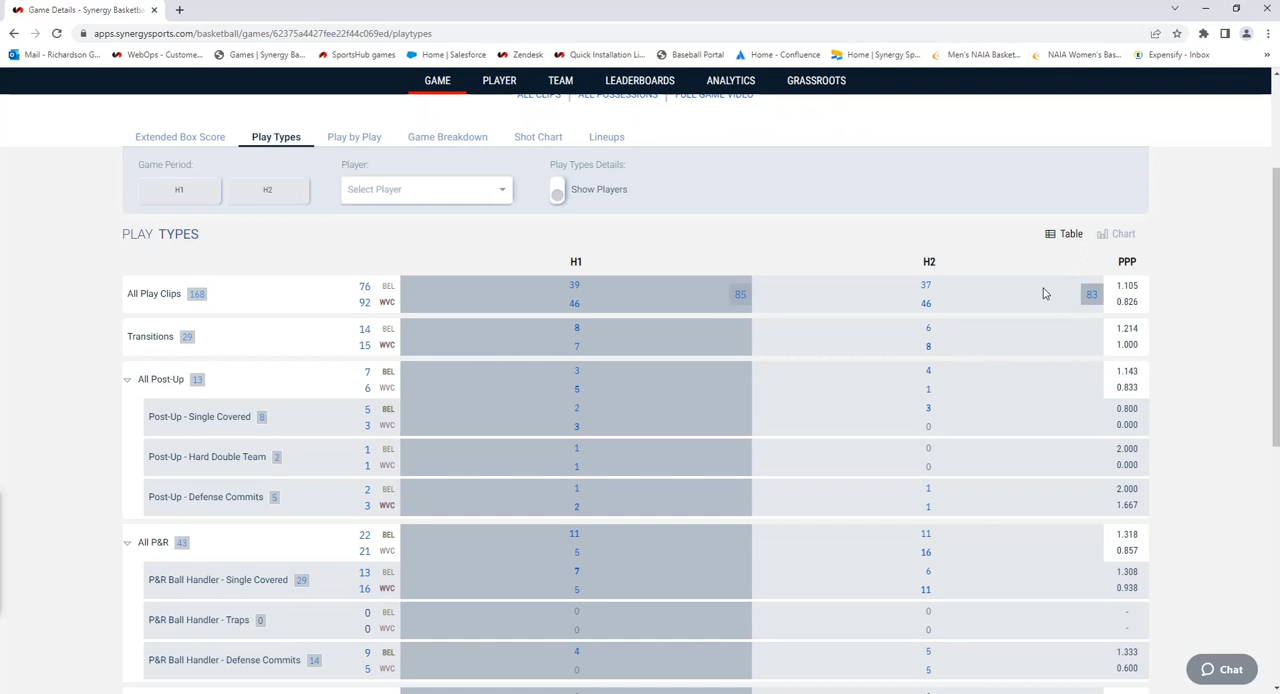 Game Details - Synergy Basketb
apps.synergysports.com/basketball/games/62375a4427fee22f44c069ed/playtypes
Mail - Richardson G... WebOps - Custome... Games | Synergy Ba... SportsHub games Home | Salesforce Zendesk Quick Installation Li... Baseball Portal Home - Confluence Home | Synergy Sp... Men's NAIA Basket... NAIA Women's Bas... Expensify - Inbox
GAME PLAYER TEAM LEADERBOARDS ANALYTICS GRASSROOTS
ALL CLIPS | ALL POSSESSIONS | FULL GAME VIDEO
Extended Box Score Play Types Play by Play Game Breakdown Shot Chart Lineups
Game Period: Player: Play Types Details:
H1 H2 Select Player Show Players
PLAY TYPES Table Chart
H1 H2 PPP
All Play Clips 168 76 BEL 39 85 37 83 1.105
92 WVC 46 46 0.826
Transitions 29 14 BEL 8 6 1.214
15 WVC 7 8 1.000
All Post-Up 13 7 BEL 3 4 1.143
6 WVC 5 1 0.833
Post-Up - Single Covered 8 5 BEL 2 3 0.800
3 WVC 3 0 0.000
Post-Up - Hard Double Team 2 1 BEL 1 0 2.000
1 WVC 1 0 0.000
Post-Up - Defense Commits 5 2 BEL 1 1 2.000
3 WVC 2 1 1.667
All P&R 43 22 BEL 11 11 1.318
21 WVC 5 16 0.857
P&R Ball Handler - Single Covered 29 13 BEL 7 6 1.308
16 WVC 5 11 0.938
P&R Ball Handler - Traps 0 0 BEL 0 0 -
0 WVC 0 0 -
P&R Ball Handler - Defense Commits 14 9 BEL 4 5 1.333
5 WVC 0 5 0.600
Chat